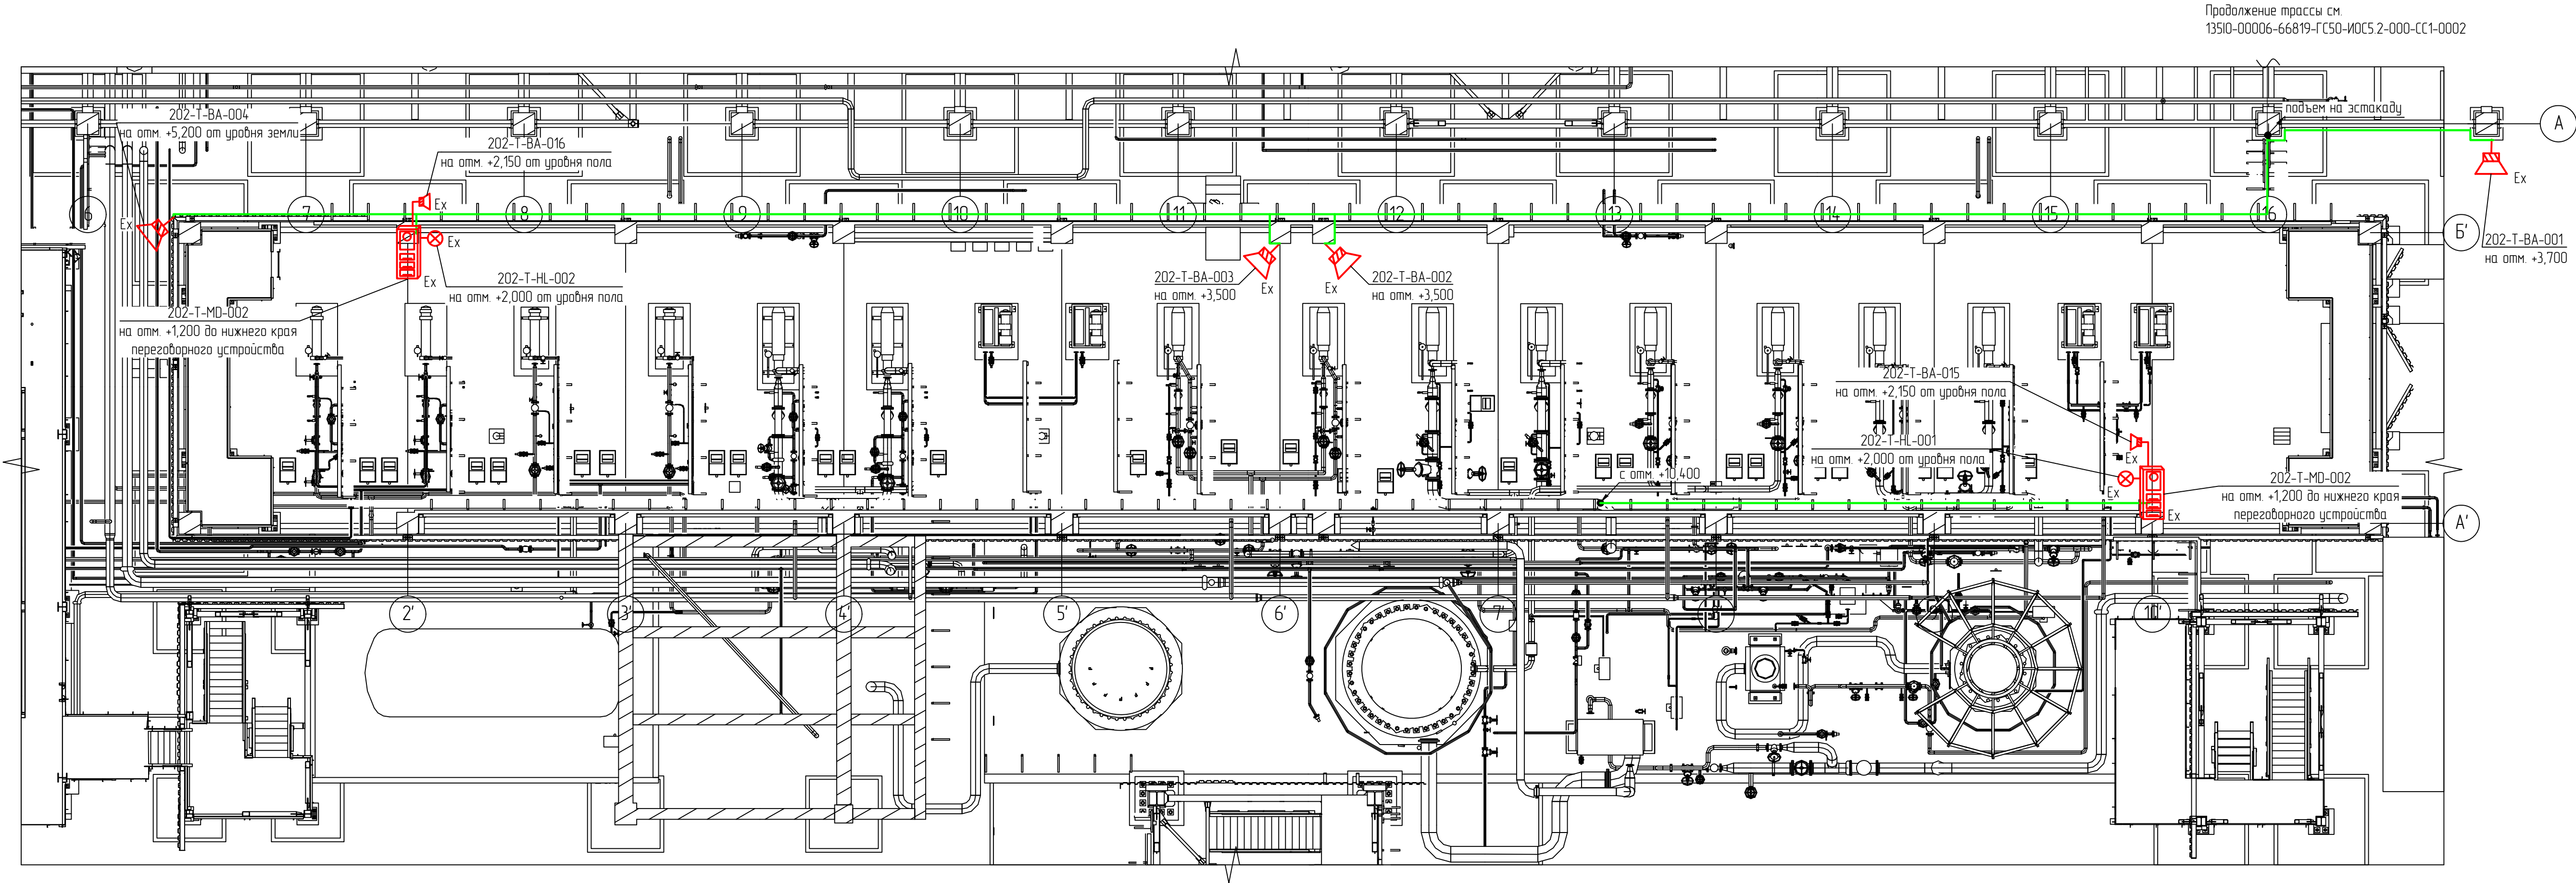 Продолжение трассы см.
13510-00006-66819-ГС50-ИОС5.2-000-СС1-0002
202-Т-ВА-004
на отм. +5,200 от уровня земли
202-Т-ВА-016
на отм. +2,150 от уровня пола
подъем на эстакаду
А
6
7
8
9
10
11
12
13
14
15
16
Ex
Ex
Ex
Ex
Ex
Б'
202-Т-ВА-001
на отм. +3,700
202-Т-HL-002
на отм. +2,000 от уровня пола
202-Т-ВА-003
на отм. +3,500
Ex
202-Т-ВА-002
на отм. +3,500
Ex
202-Т-MD-002
на отм. +1,200 до нижнего края
переговорного устройства
202-Т-ВА-015
на отм. +2,150 от уровня пола
202-Т-HL-001
на отм. +2,000 от уровня пола
Ex
с отм. +10,400
Ex
Ex
202-Т-MD-002
на отм. +1,200 до нижнего края
переговорного устройства
А'
2'
3'
4'
5'
6'
7'
10'